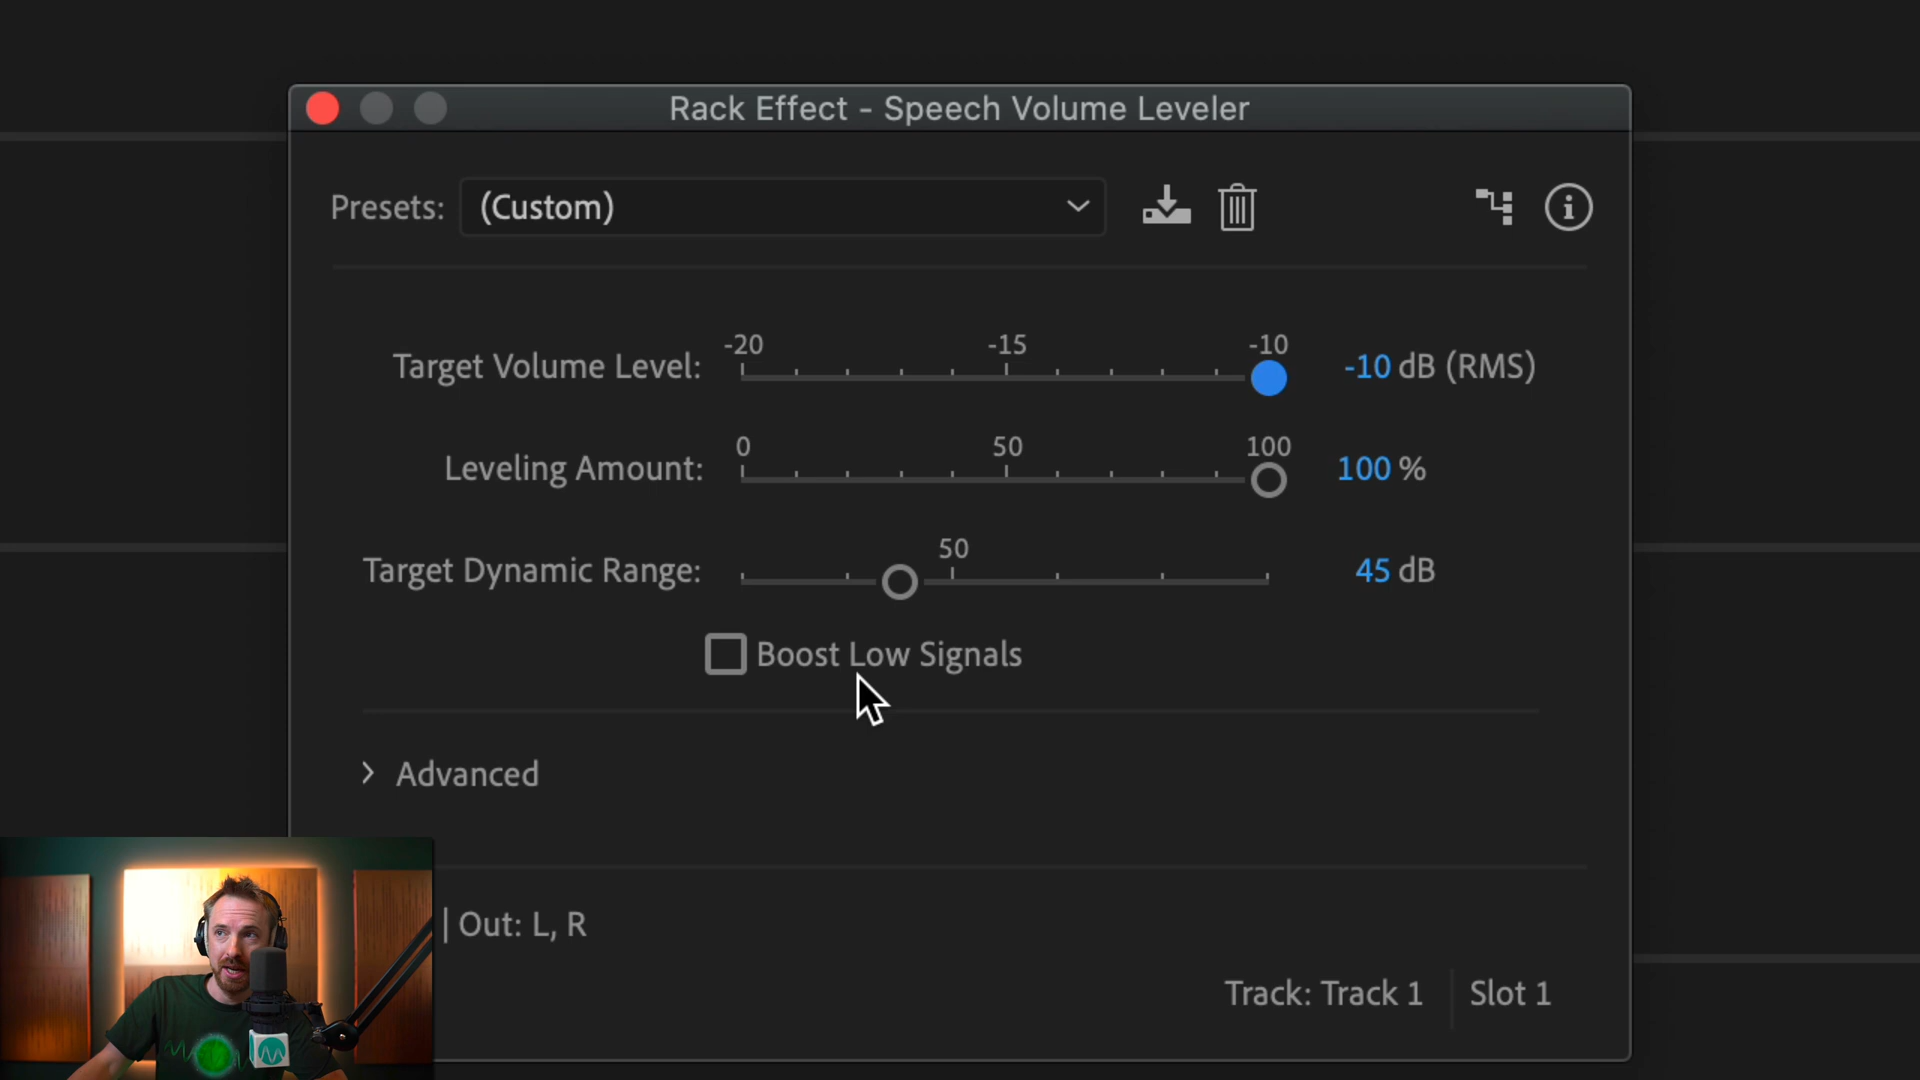 Rack Effect - Speech Volume Leveler
Presets: (Custom)
-20 -15 -10
Target Volume Level: -10 dB (RMS)
0 50 100
Leveling Amount: 100 %
50
Target Dynamic Range: 45 dB
Boost Low Signals
Advanced
| Out: L, R
Track: Track 1 Slot 1